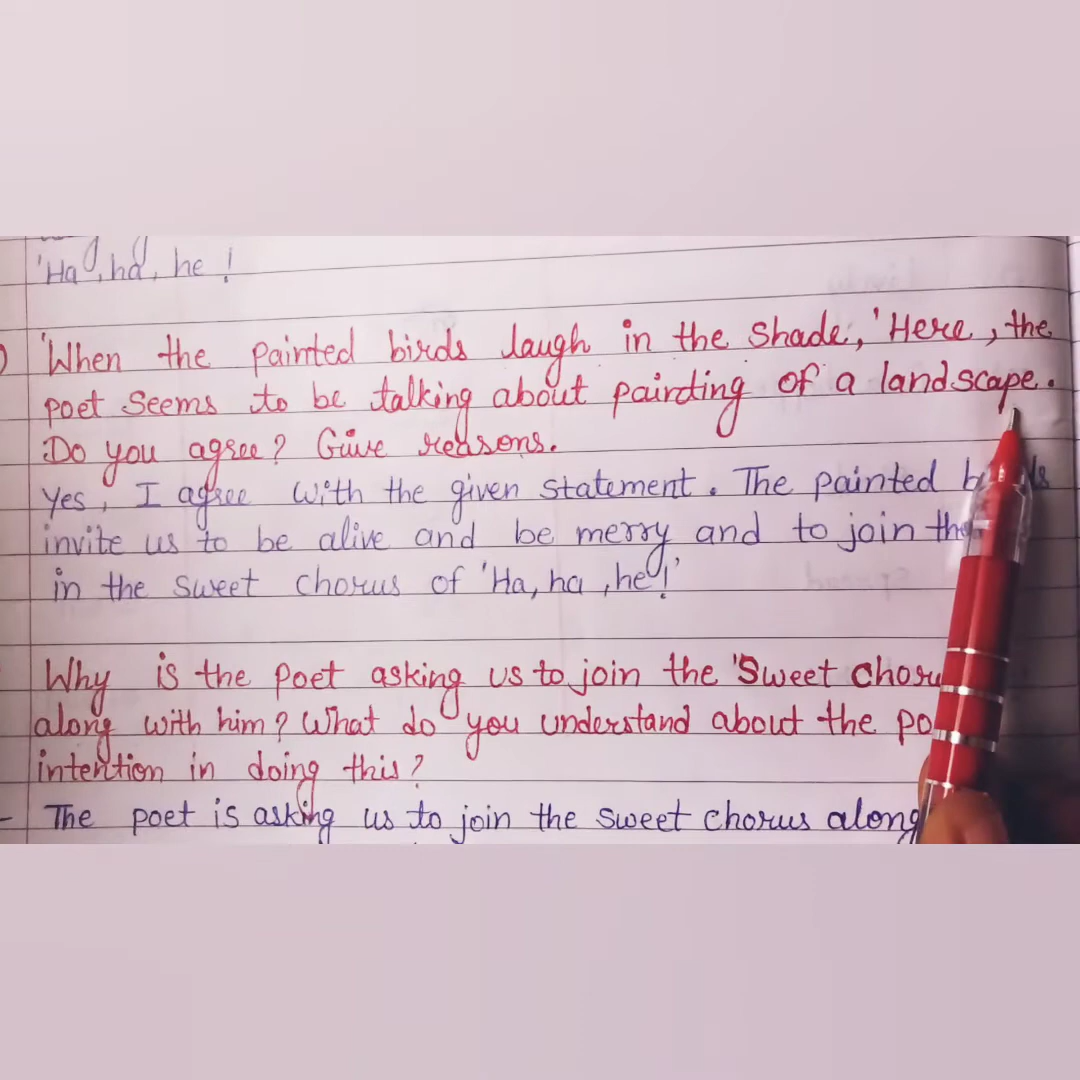 'Ha, ha, he !
'When the painted birds laugh in the shade, 'Here, the
poet seems to be talking about pairding of a landscape.
Do you agree? Give reasons.
Yes, I agree with the given statement. The painted
invite us to be alive and be merry and to join
in the sweet chorus of 'Ha, ha, he!'
Why is the poet asking us to join the 'Sweet
along with him? What do you understand about the
intention in doing this?
- The poet is asking us to join the sweet chorus along